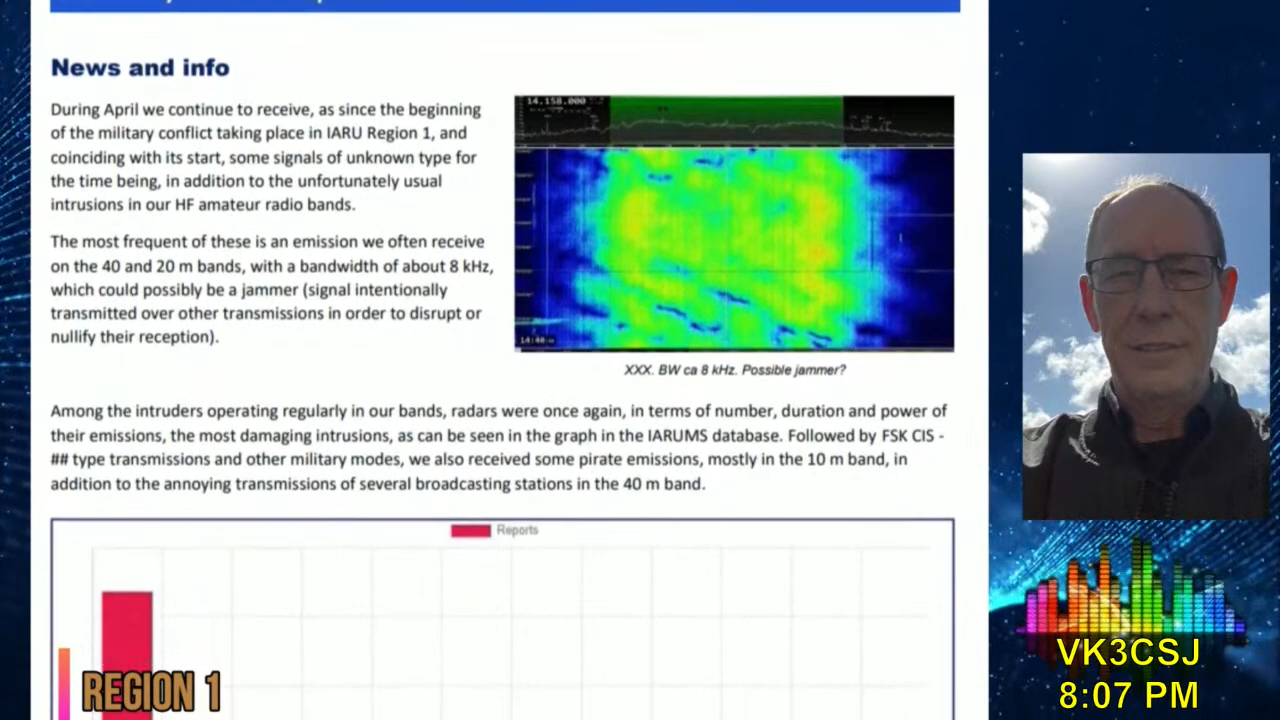 News and info
During April we continue to receive, as since the beginning
of the military conflict taking place in IARU Region 1, and
coinciding with its start, some signals of unknown type for
the time being, in addition to the unfortunately usual
intrusions in our HF amateur radio bands.
The most frequent of these is an emission we often receive
on the 40 and 20 m bands, with a bandwidth of about 8 kHz,
which could possibly be a jammer (signal intentionally
transmitted over other transmissions in order to disrupt or
nullify their reception).
14.158.000
XXX. BW ca 8 kHz. Possible jammer?
Among the intruders operating regularly in our bands, radars were once again, in terms of number, duration and power of
their emissions, the most damaging intrusions, as can be seen in the graph in the IARUMS database. Followed by FSK CIS -
## type transmissions and other military modes, we also received some pirate emissions, mostly in the 10 m band, in
addition to the annoying transmissions of several broadcasting stations in the 40 m band.
Reports
REGION 1
VK3CSJ
8:07 PM